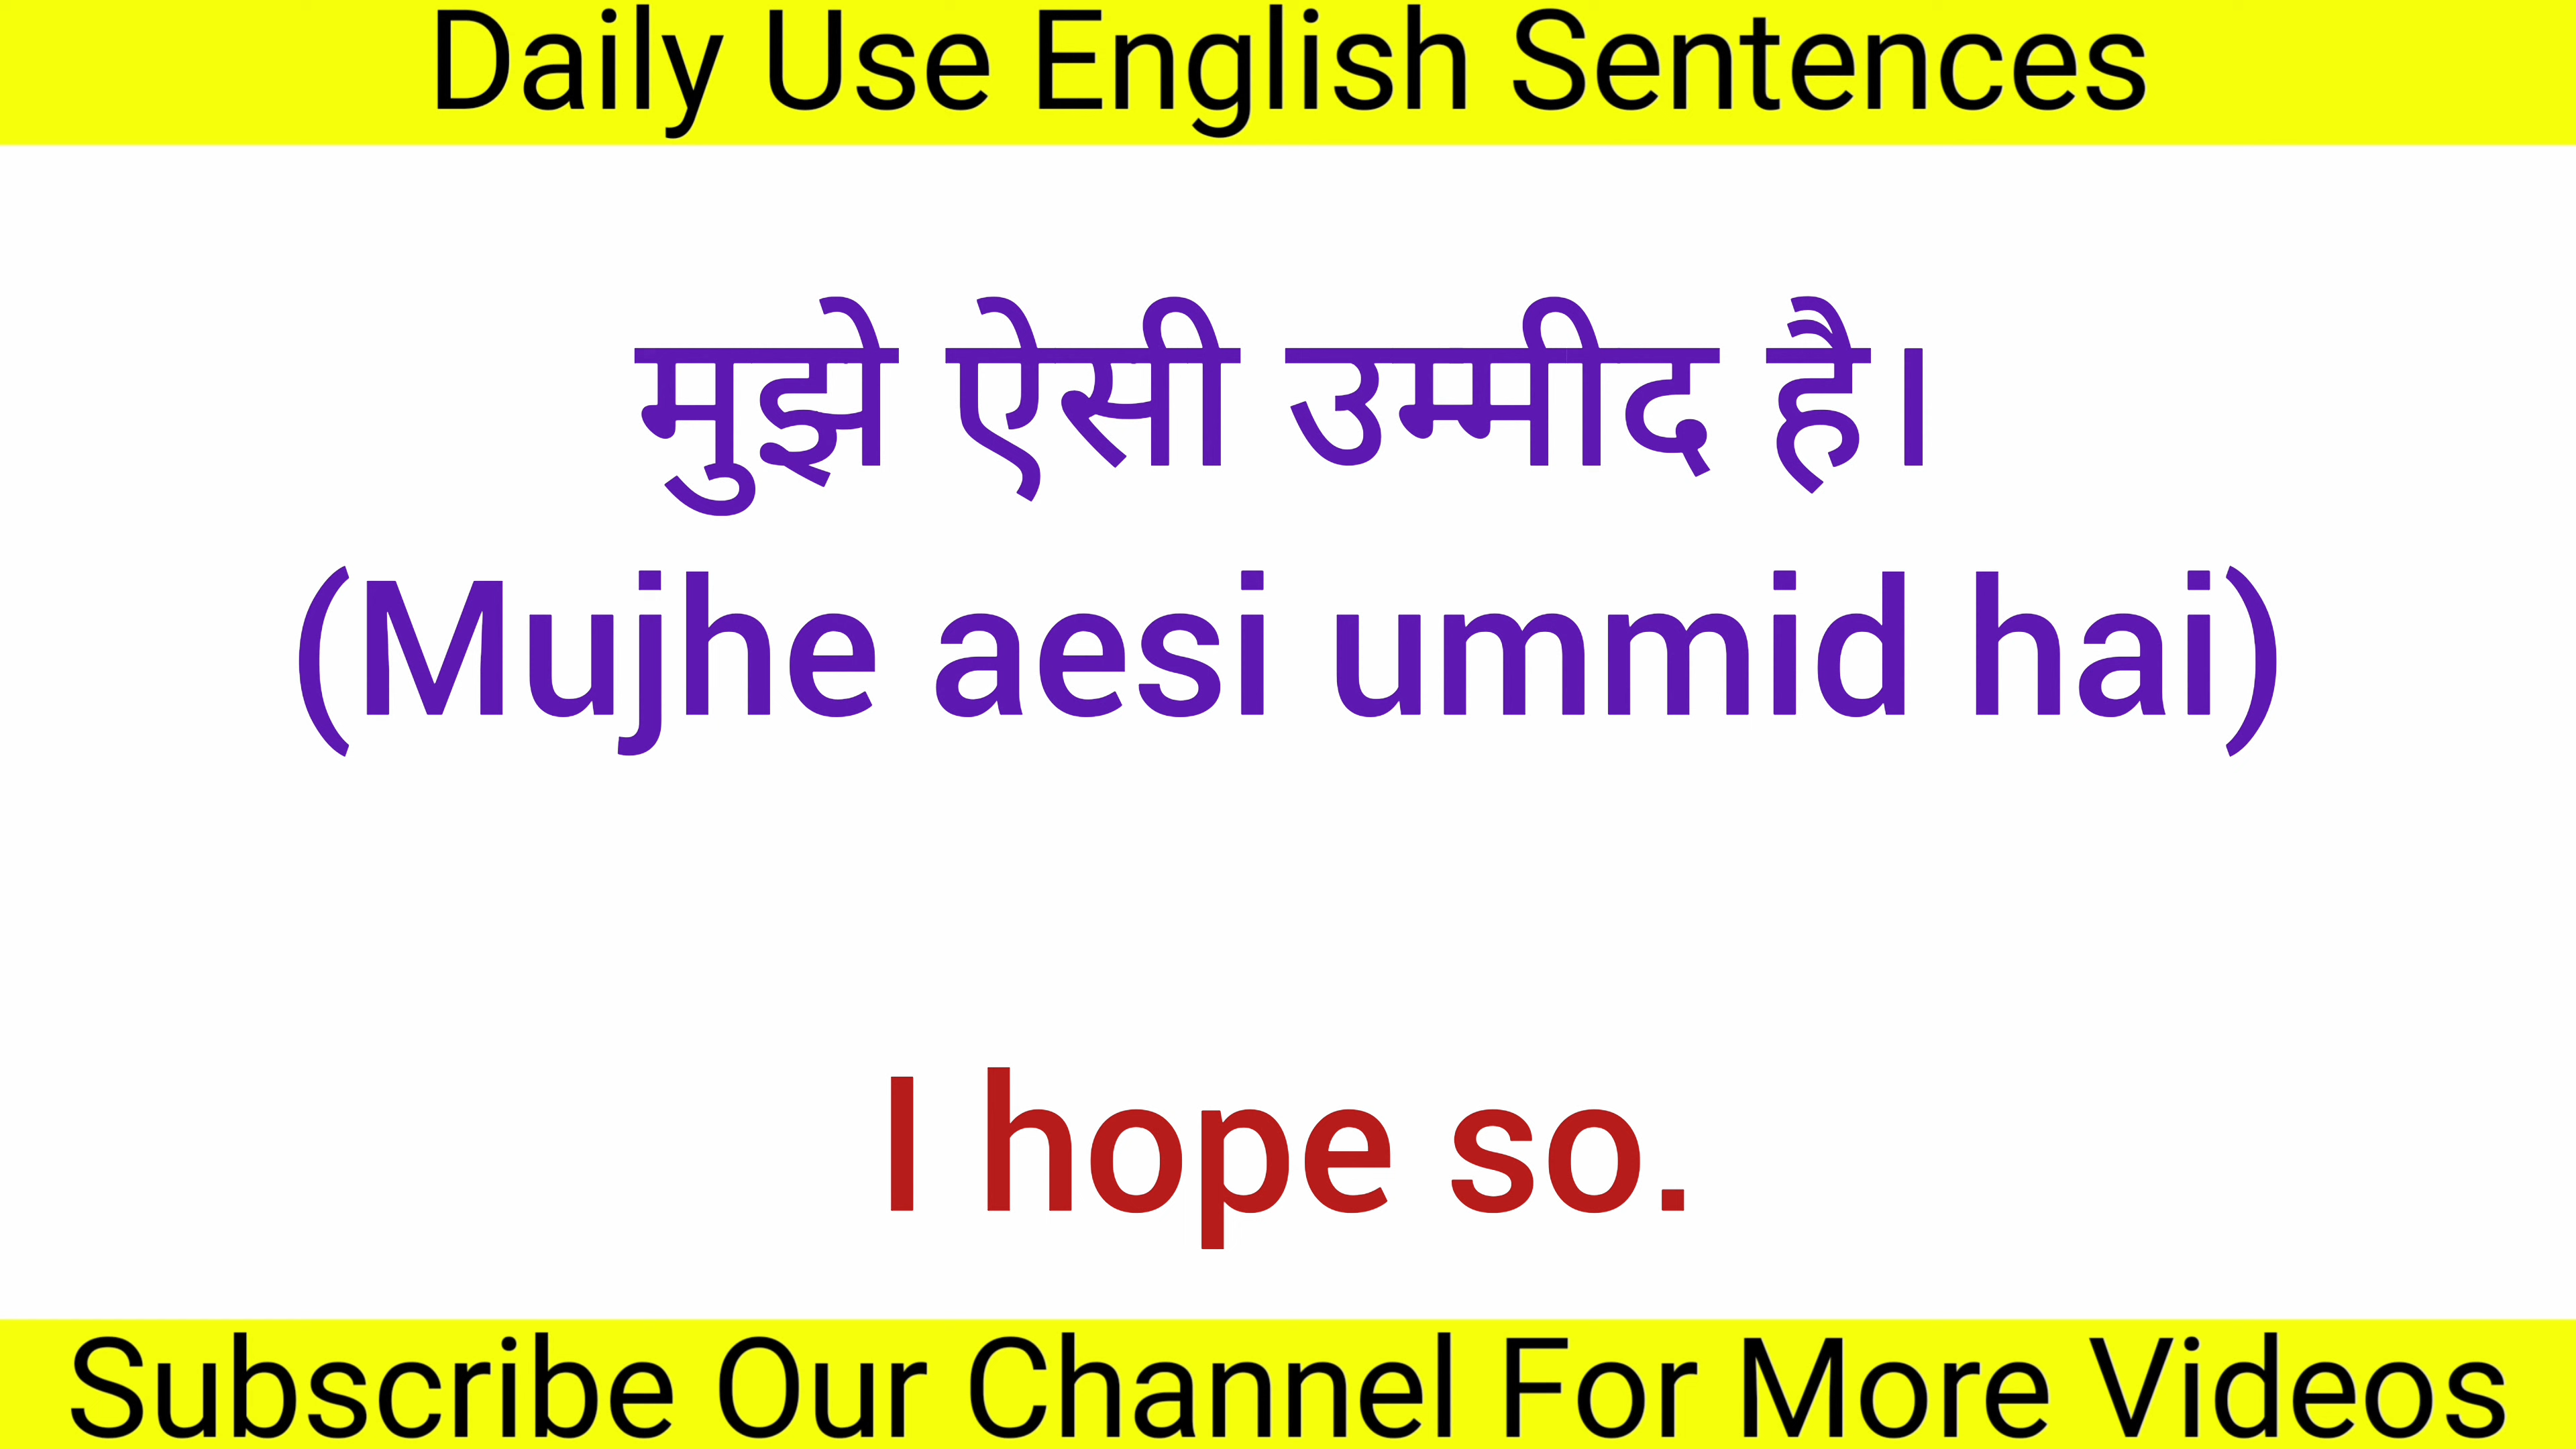 Daily Use English Sentences
मुझे ऐसी उम्मीद है।
(Mujhe aesi ummid hai)
I hope so.
Subscribe Our Channel For More Videos